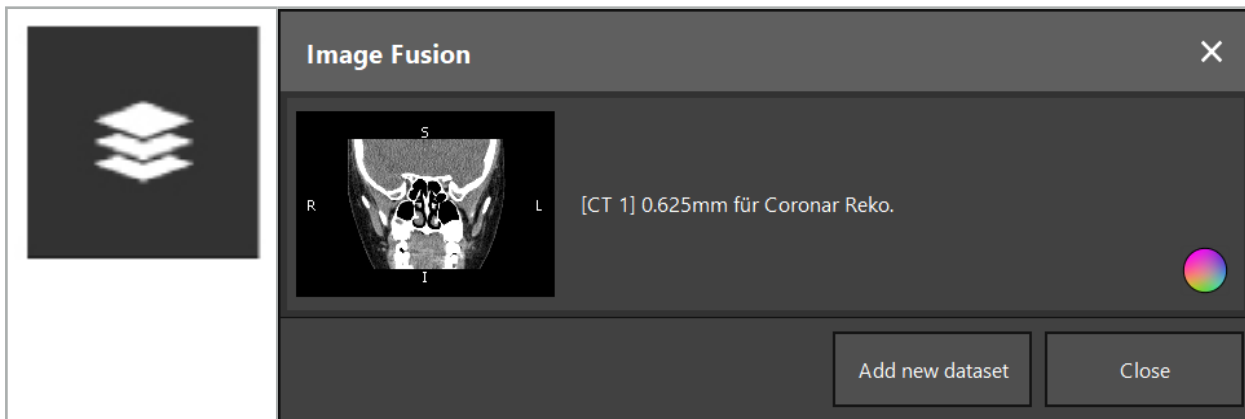 Image Fusion
S
R
L
[CT 1] 0.625mm für Coronar Reko.
I
Add new dataset
Close